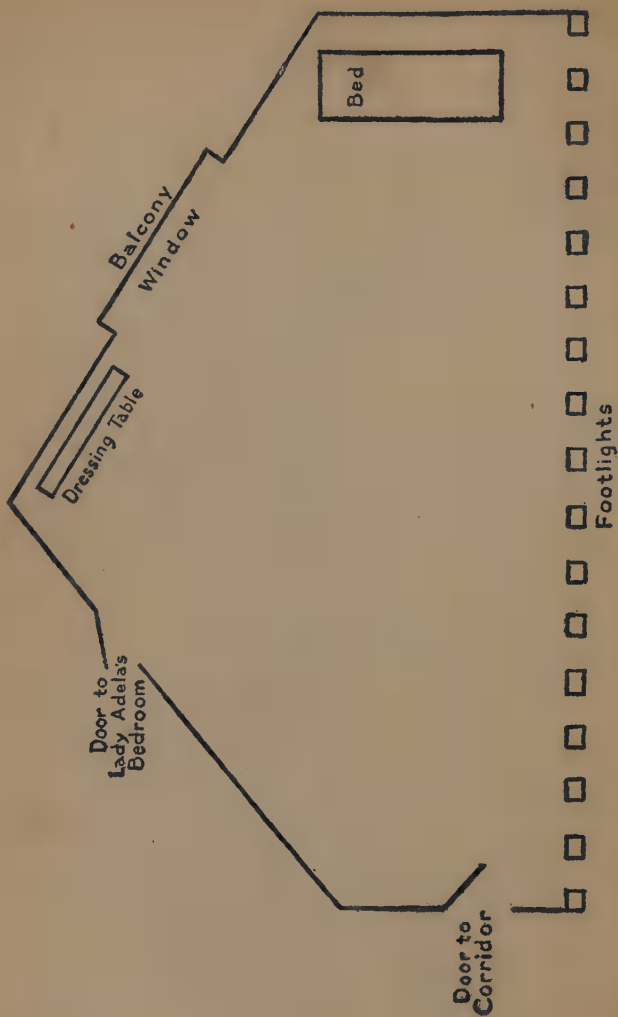 Bed
Balcony
Window
Dressing Table
Door to
Lady Adela's
Bedroom
Footlights
Door to
Corridor